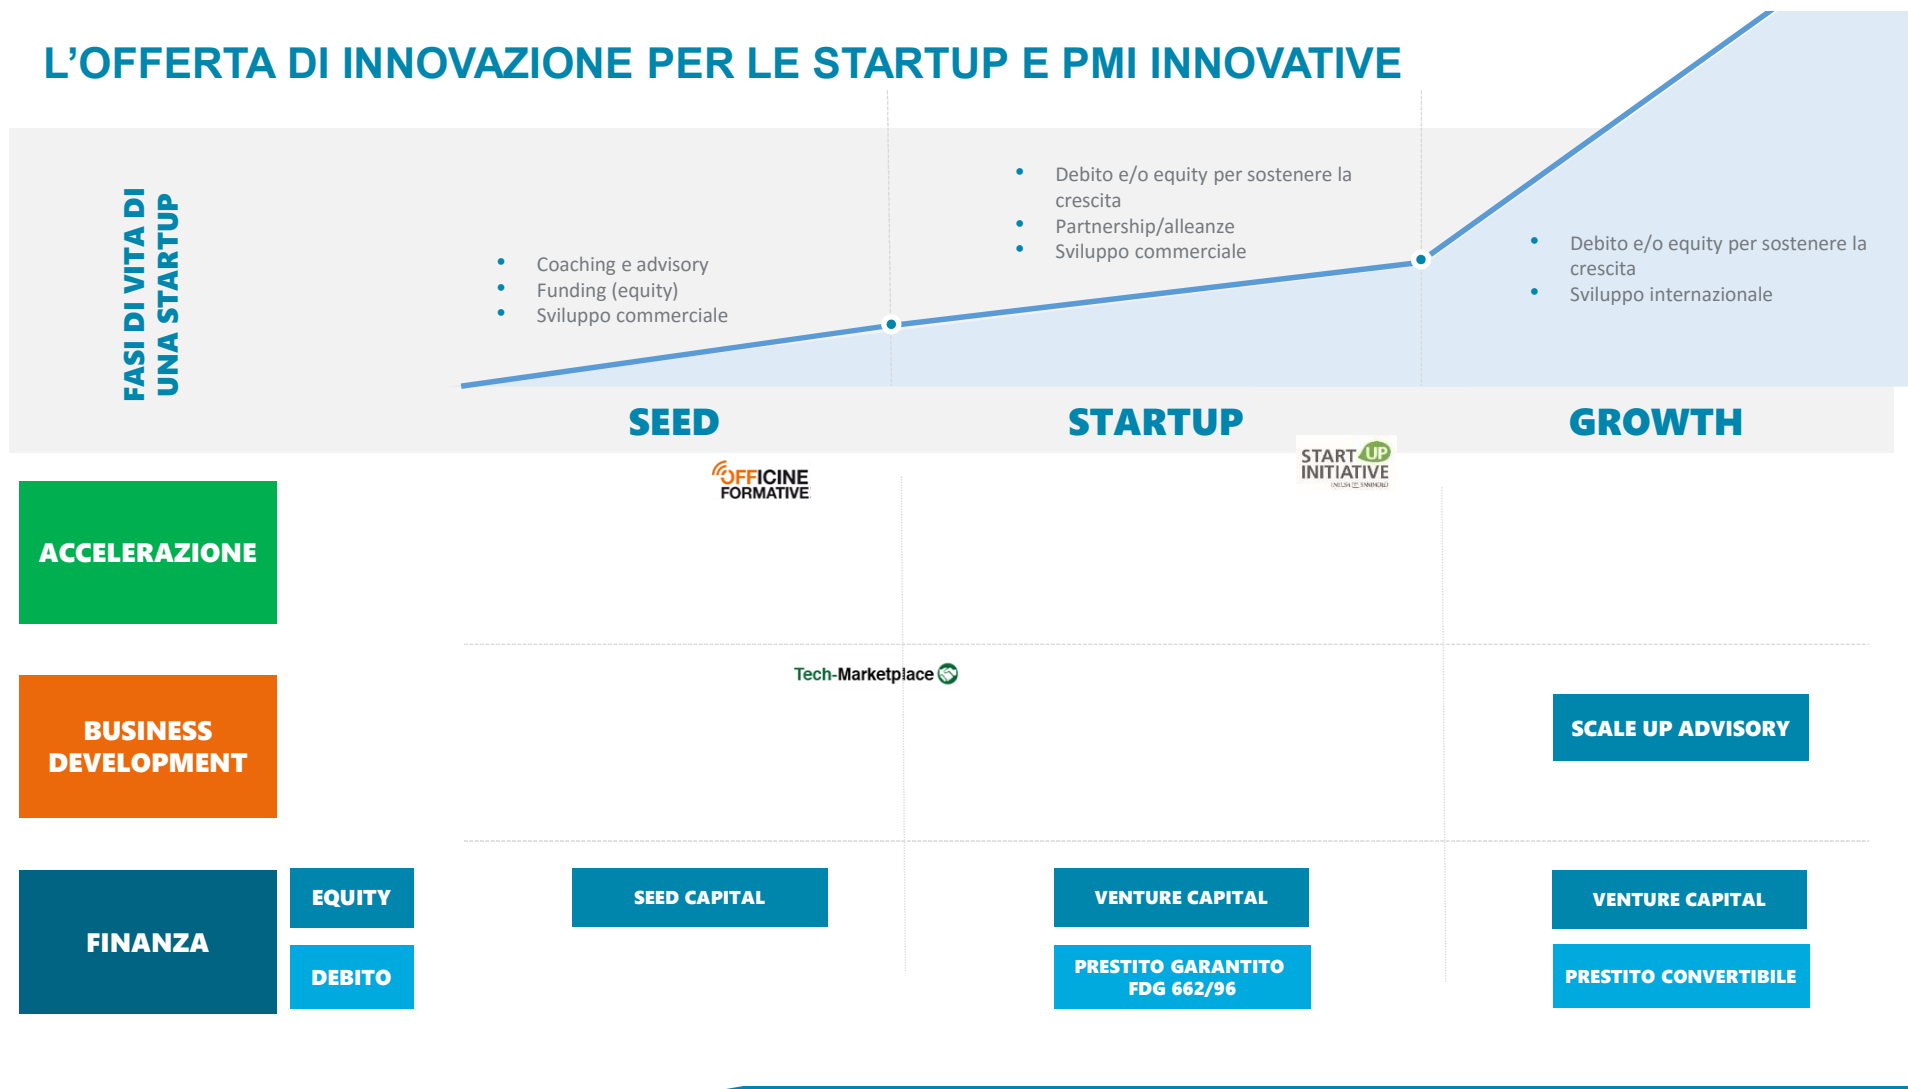 L’OFFERTA DI INNOVAZIONE PER LE STARTUP E PMI INNOVATIVE
FASI DI VITA DI
UNA STARTUP
• Coaching e advisory
• Funding (equity)
• Sviluppo commerciale
• Debito e/o equity per sostenere la
crescita
• Partnership/alleanze
• Sviluppo commerciale
• Debito e/o equity per sostenere la
crescita
• Sviluppo internazionale
SEED
STARTUP
GROWTH
OFFICINE
FORMATIVE
START UP
INITIATIVE
ACCELERAZIONE
Tech-Marketplace
BUSINESS
DEVELOPMENT
SCALE UP ADVISORY
FINANZA
EQUITY
SEED CAPITAL
VENTURE CAPITAL
VENTURE CAPITAL
DEBITO
PRESTITO GARANTITO
FDG 662/96
PRESTITO CONVERTIBILE